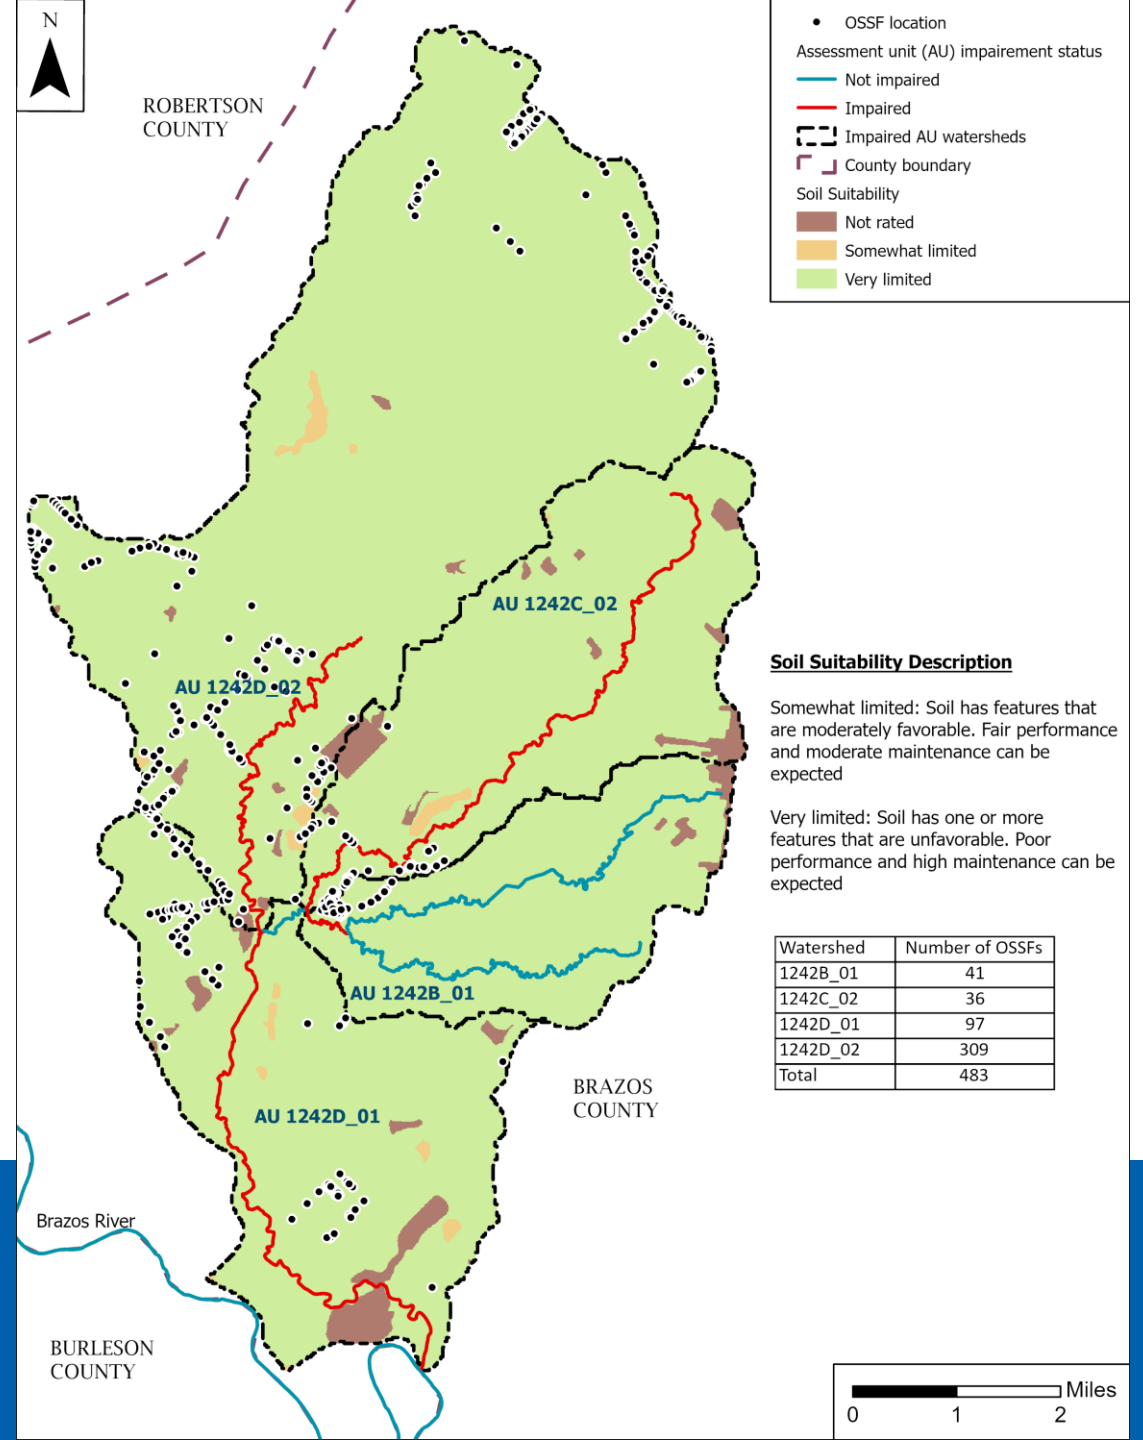 N
OSSF location
Assessment unit (AU) impairement status
Not impaired
Impaired
Impaired AU watersheds
County boundary
Soil Suitability
Not rated
Somewhat limited
Very limited
ROBERTSON
COUNTY
AU 1242C_02
AU 1242D_02
Soil Suitability Description
Somewhat limited: Soil has features that
are moderately favorable. Fair performance
and moderate maintenance can be
expected
Very limited: Soil has one or more
features that are unfavorable. Poor
performance and high maintenance can be
expected
Watershed Number of OSSFs
1242B_01 41
1242C_02 36
1242D_01 97
1242D_02 309
Total 483
AU 1242B_01
BRAZOS
COUNTY
AU 1242D_01
Brazos River
BURLESON
COUNTY
Miles
0 1 2